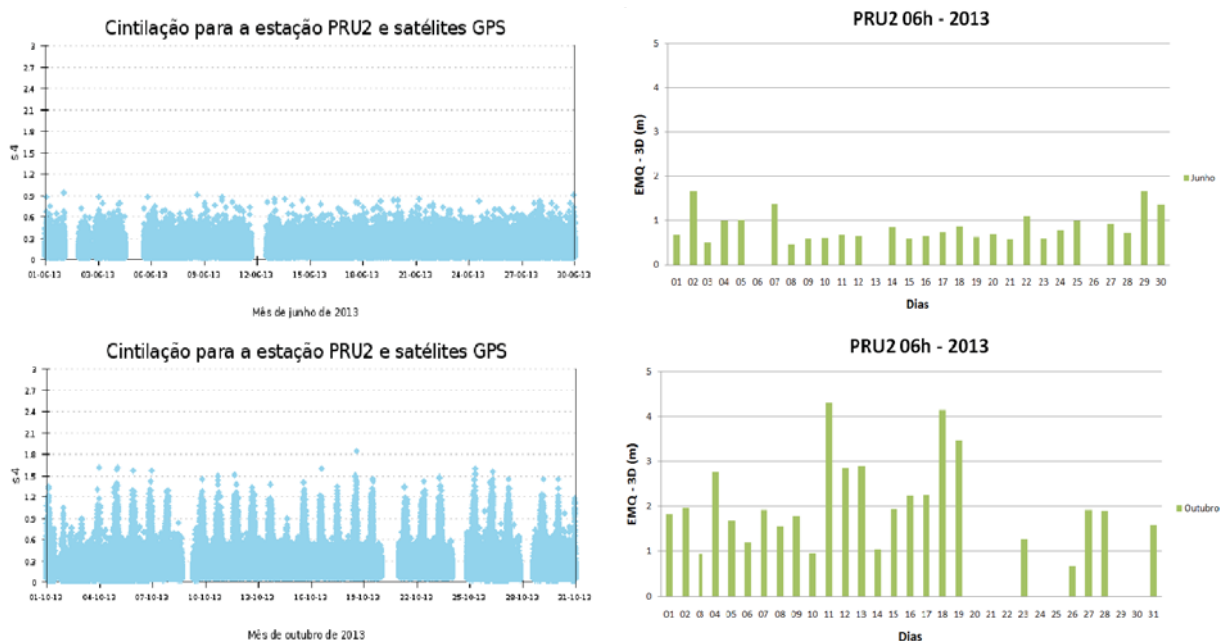 Cintilação para a estação PRU2 e satélites GPS
3
2.7
2.4
2.1
1.8
1.5
1.2
0.9
0.6
0.3
0
s4
01-06-13 03-06-13 06-06-13 09-06-13 12-06-13 15-06-13 18-06-13 21-06-13 24-06-13 27-06-13 30-06-13
Mês de junho de 2013
PRU2 06h - 2013
5
4
3
2
1
0
EMQ - 3D (m)
01 02 03 04 05 06 07 08 09 10 11 12 13 14 15 16 17 18 19 20 21 22 23 24 25 26 27 28 29 30
Dias
Junho
Cintilação para a estação PRU2 e satélites GPS
3
2.7
2.4
2.1
1.8
1.5
1.2
0.9
0.6
0.3
0
s4
01-10-13 04-10-13 07-10-13 10-10-13 13-10-13 16-10-13 19-10-13 22-10-13 25-10-13 28-10-13 31-10-13
Mês de outubro de 2013
PRU2 06h - 2013
5
4
3
2
1
0
EMQ - 3D (m)
01 02 03 04 05 06 07 08 09 10 11 12 13 14 15 16 17 18 19 20 21 22 23 24 25 26 27 28 29 30 31
Dias
Outubro